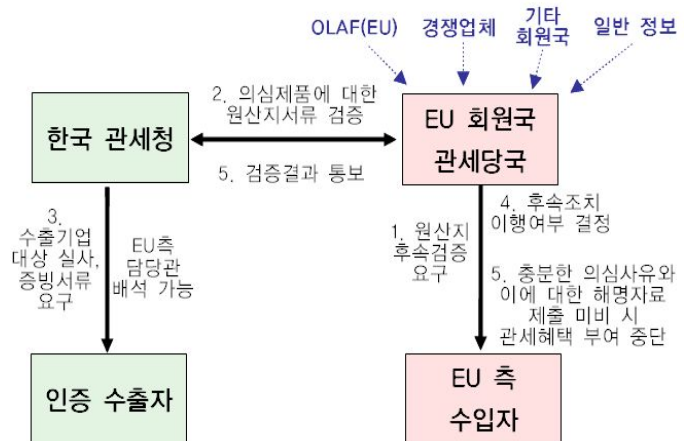 OLAF(EU)
경쟁업체
기타
회원국
일반 정보
2. 의심제품에 대한
원산지서류 검증
한국 관세청
EU 회원국
관세당국
5. 검증결과 통보
3.
수출기업
대상 실사,
증빙서류
요구
EU측
담당관
배석 가능
1. 원산지
후속검증
요구
4. 후속조치
이행여부 결정
5. 충분한 의심사유와
이에 대한 해명자료
제출 미비 시
관세혜택 부여 중단
인증 수출자
EU 측
수입자